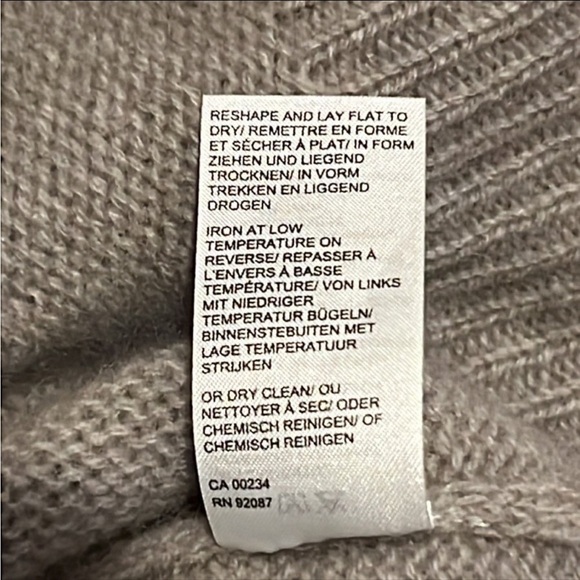 RESHAPE AND LAY FLAT TO
DRY/ REMETTRE EN FORME
ET SÉCHER À PLAT/ IN FORM
ZIEHEN UND LIEGEND
TROCKNEN/ IN VORM
TREKKEN EN LIGGEND
DROGEN
IRON AT LOW
TEMPERATURE ON
REVERSE/ REPASSER À
L'ENVERS À BASSE
TEMPÉRATURE/ VON LINKS
MIT NIEDRIGER
TEMPERATUR BÜGELN/
BINNENSTEBUITEN MET
LAGE TEMPERATUUR
STRIJKEN
OR DRY CLEAN/ OU
NETTOYER À SEC/ ODER
CHEMISCH REINIGEN/ OF
CHEMISCH REINIGEN
CA 00234
RN 92087